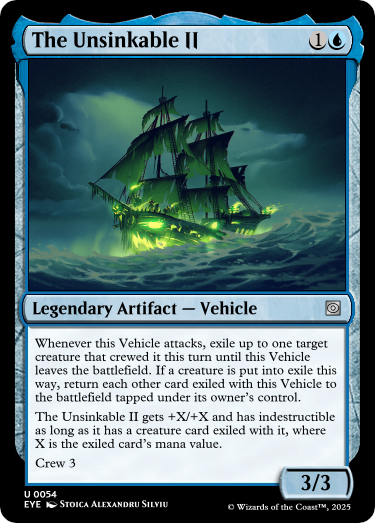 The Unsinkable II
1
Legendary Artifact — Vehicle
Whenever this Vehicle attacks, exile up to one target
creature that crewed it this turn until this Vehicle
leaves the battlefield. If a creature is put into exile this
way, return each other card exiled with this Vehicle to
the battlefield tapped under its owner's control.
The Unsinkable II gets +X/+X and has indestructible
as long as it has a creature card exiled with it, where
X is the exiled card's mana value.
Crew 3
3/3
U 0054
EYE Stoica Alexandru Silviu
© Wizards of the Coast™, 2025